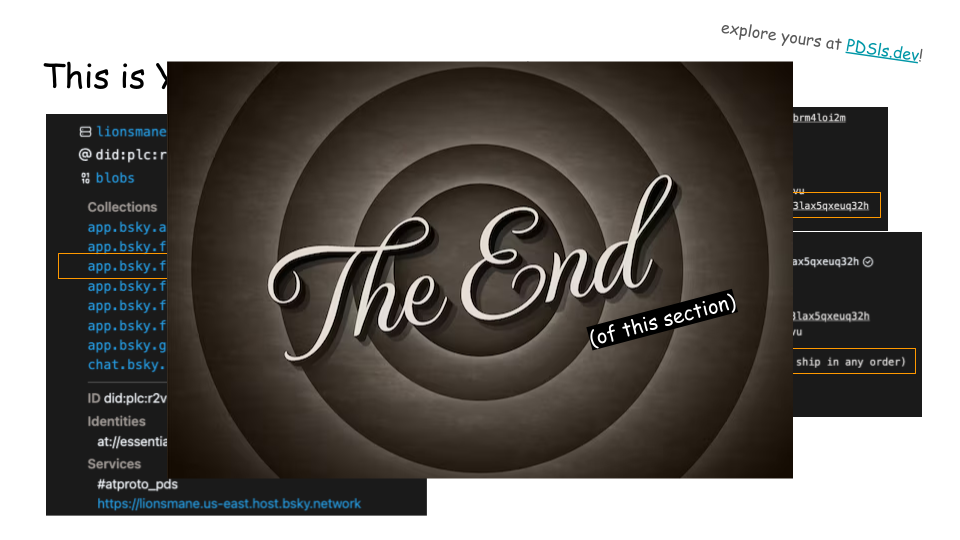 explore yours at PDSls.dev!
This is Y
lionsmane
@ did:plc:r
blobs
Collections
app.bsky.a
app.bsky.f
app.bsky.f
app.bsky.f
app.bsky.f
app.bsky.f
app.bsky.g
chat.bsky.
ID did:plc:r2v
Identities
at://essentia
Services
#atproto_pds
https://lionsmane.us-east.host.bsky.network
The End
(of this section)
brm4loi2m
vu
3lax5qxeuq32h
ax5qxeuq32h
3lax5qxeuq32h
vu
ship in any order)